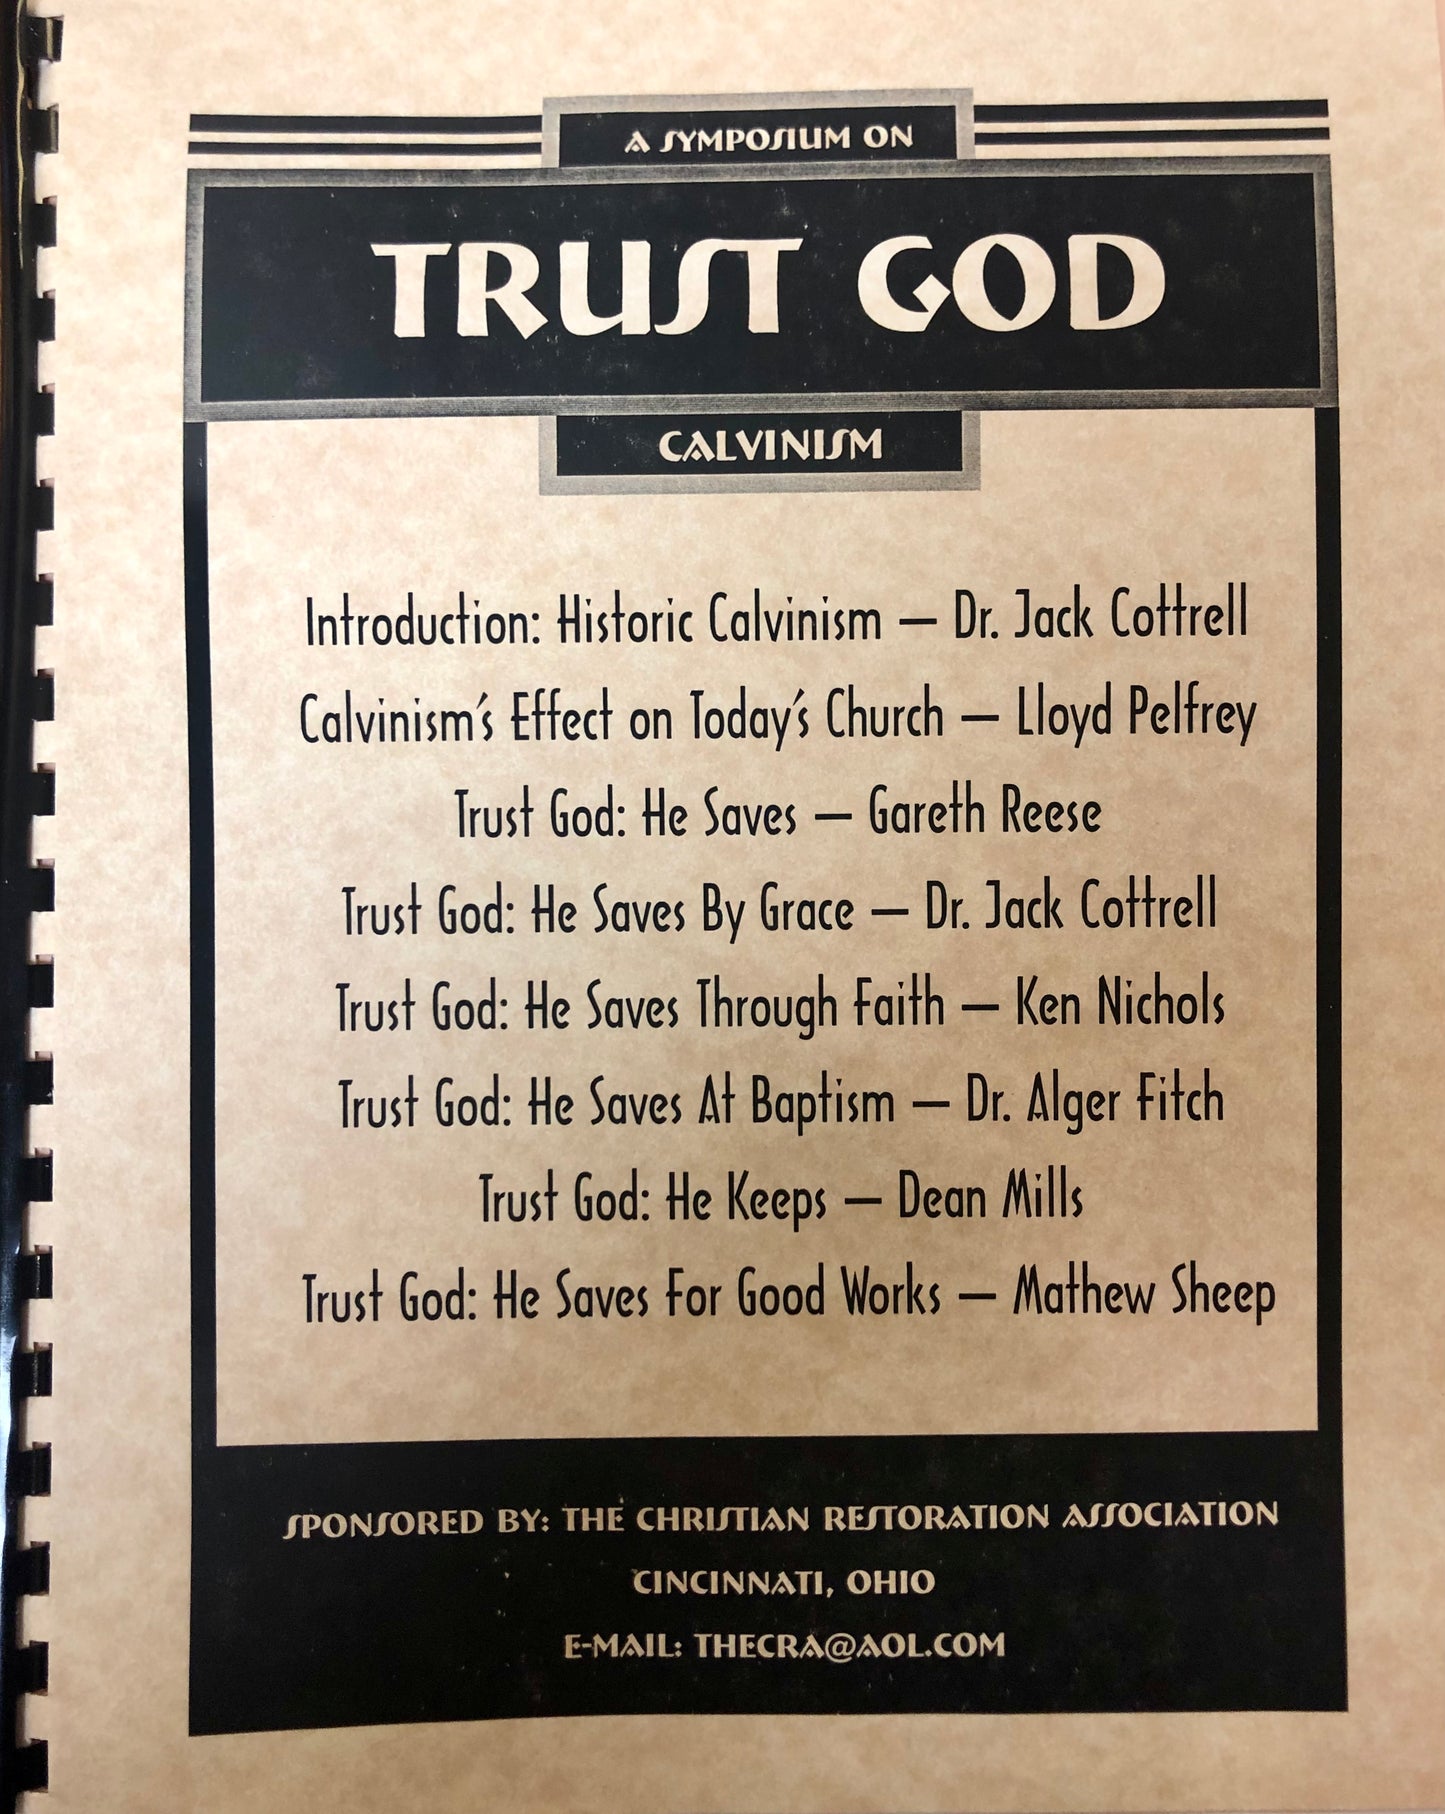 A SYMPOSIUM ON
TRUST GOD
CALVINISM
Introduction: Historic Calvinism — Dr. Jack Cottrell
Calvinism's Effect on Today's Church — Lloyd Pelfrey
Trust God: He Saves — Gareth Reese
Trust God: He Saves By Grace — Dr. Jack Cottrell
Trust God: He Saves Through Faith — Ken Nichols
Trust God: He Saves At Baptism — Dr. Alger Fitch
Trust God: He Keeps — Dean Mills
Trust God: He Saves For Good Works — Mathew Sheep
SPONSORED BY: THE CHRISTIAN RESTORATION ASSOCIATION
CINCINNATI, OHIO
E-MAIL: THECRA@AOL.COM